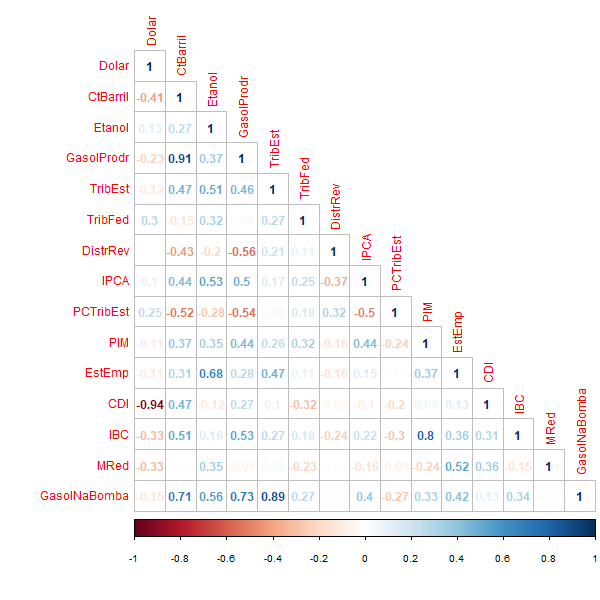 Dolar
CtBarril
Etanol
GasolProdr
TribEst
TribFed
DistrRev
IPCA
PCTribEst
PIM
EstEmp
CDI
IBC
MRed
GasolNaBomba
Dolar 1
CtBarril -0.41 1
Etanol 0.13 0.27 1
GasolProdr -0.23 0.91 0.37 1
TribEst -0.12 0.47 0.51 0.46 1
TribFed 0.3 -0.15 0.32 0.27 1
DistrRev -0.43 -0.2 -0.56 0.21 0.11 1
IPCA 0.1 0.44 0.53 0.5 0.17 0.25 -0.37 1
PCTribEst 0.25 -0.52 -0.28 -0.54 0.18 0.32 -0.5 1
PIM -0.11 0.37 0.35 0.44 0.26 0.32 -0.16 0.44 -0.24 1
EstEmp -0.11 0.31 0.68 0.28 0.47 0.11 -0.16 0.15 0.37 1
CDI -0.94 0.47 -0.12 0.27 0.1 -0.32 -0.1 -0.2 0.08 0.13 1
IBC -0.33 0.51 0.16 0.53 0.27 0.18 -0.24 0.22 -0.3 0.8 0.36 0.31 1
MRed -0.33 0.35 -0.07 0.05 -0.23 -0.16 0.09 -0.24 0.52 0.36 -0.15 1
GasolNaBomba -0.15 0.71 0.56 0.73 0.89 0.27 0.4 -0.27 0.33 0.42 0.13 0.34 1
-1 -0.8 -0.6 -0.4 -0.2 0 0.2 0.4 0.6 0.8 1